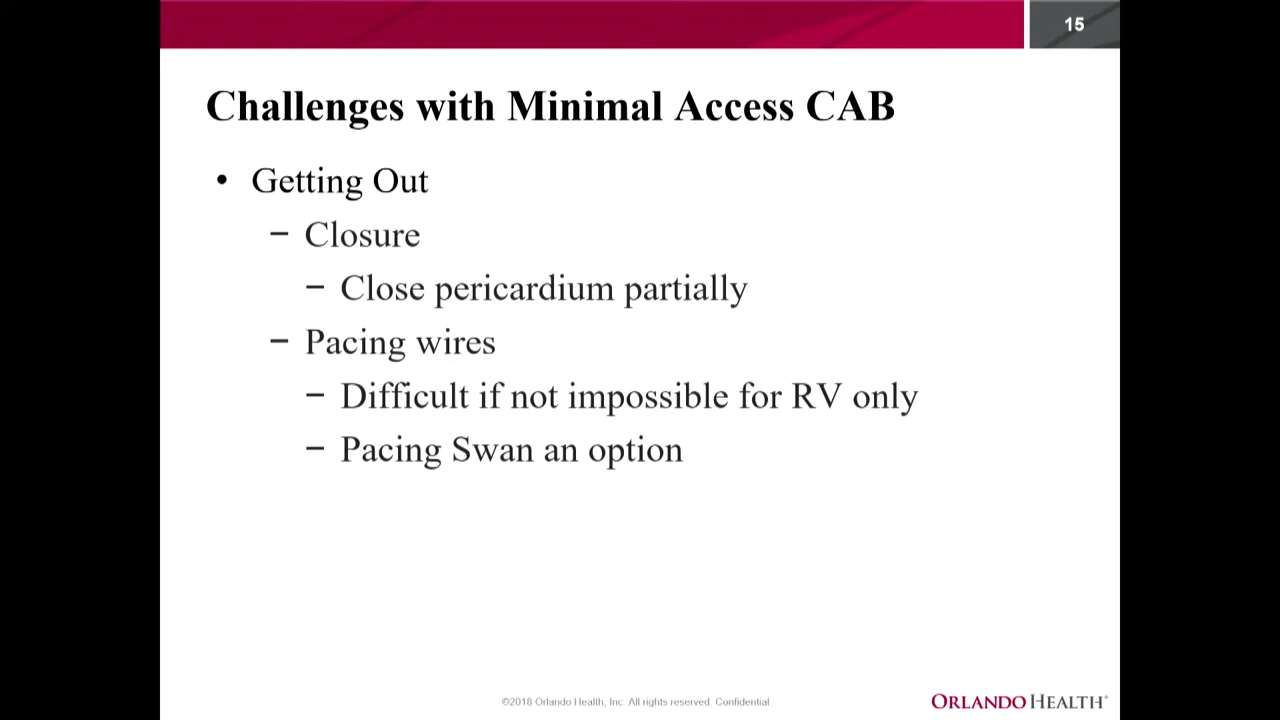 15
Challenges with Minimal Access CAB
• Getting Out
– Closure
– Close pericardium partially
– Pacing wires
– Difficult if not impossible for RV only
– Pacing Swan an option
©2018 Orlando Health, Inc. All rights reserved. Confidential.
ORLANDO HEALTH®